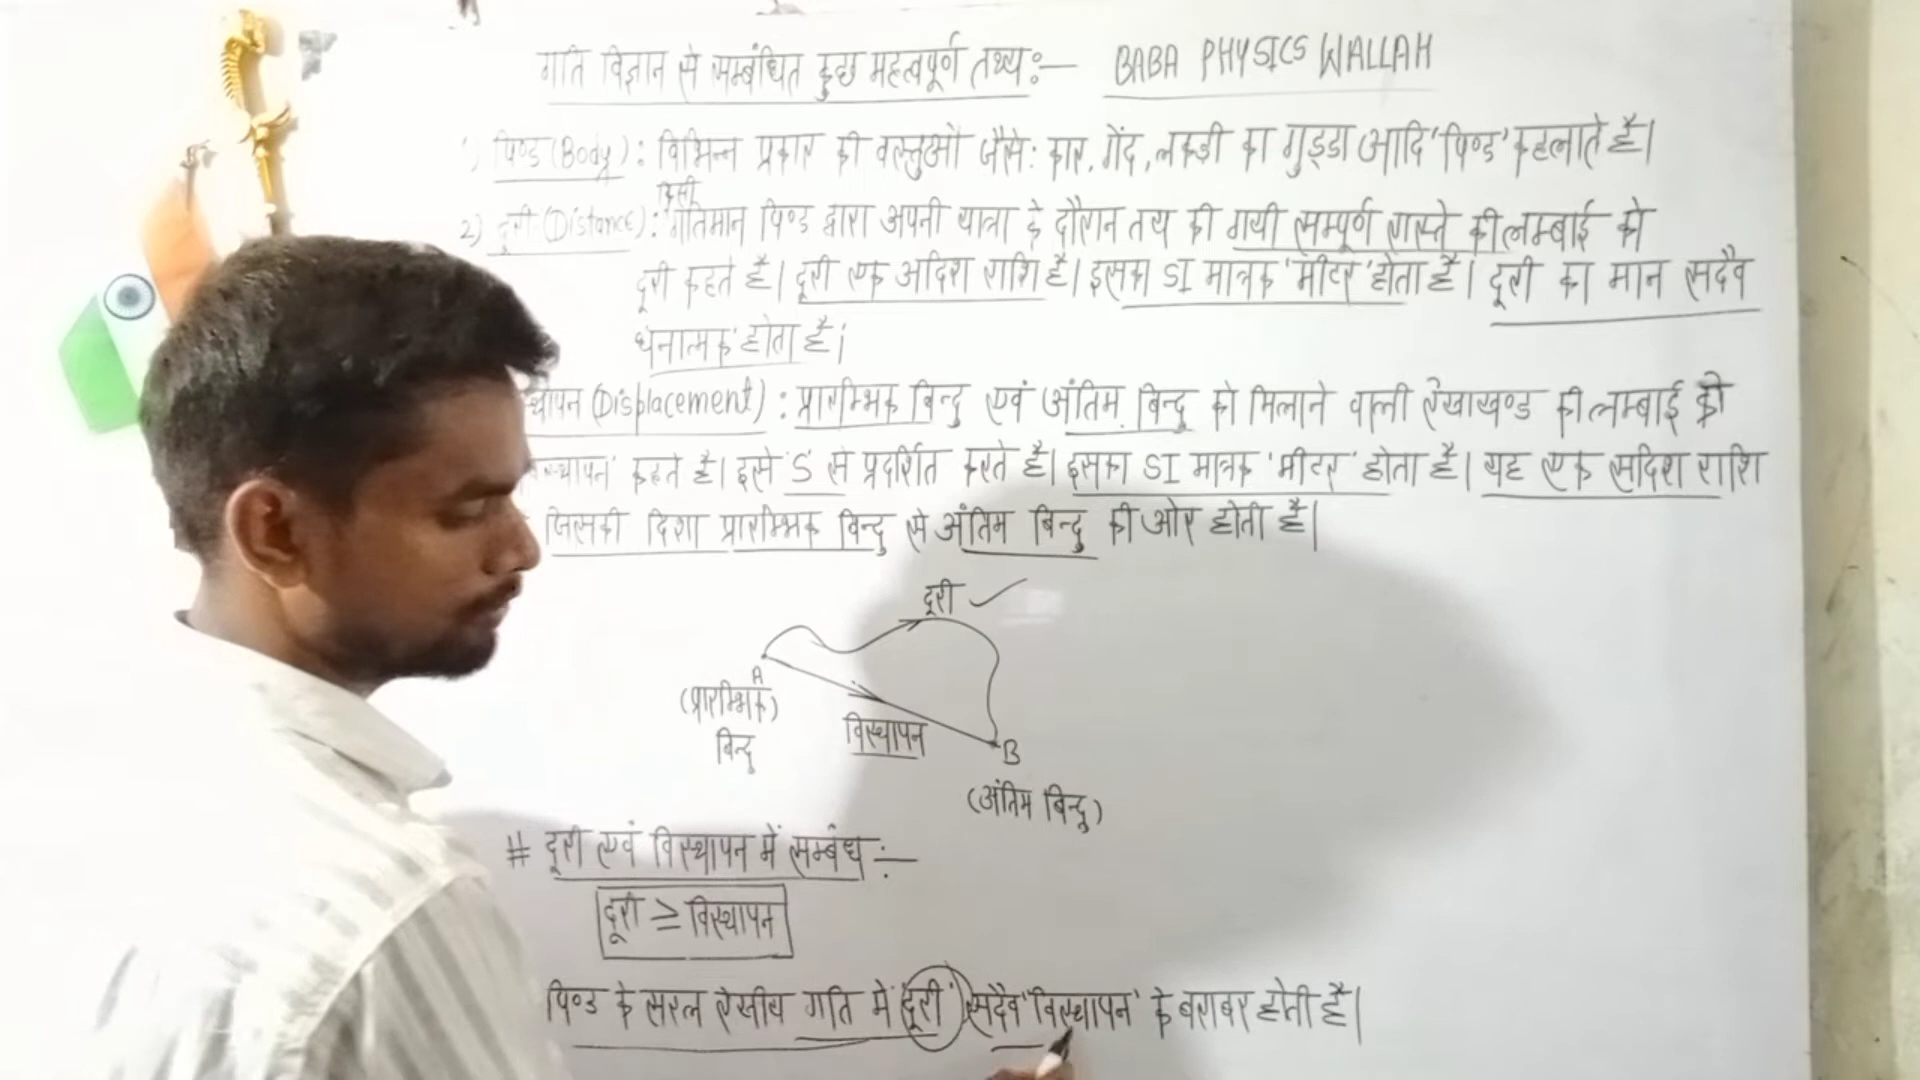 गति विज्ञान से सम्बंधित कुछ महत्वपूर्ण तथ्य:— BABA PHYSICS WALLAH
1) पिण्ड (Body): विभिन्न प्रकार की वस्तुओं जैसे: कार, गेंद, लकड़ी का गुड्डा आदि 'पिण्ड' कहलाते है।
किसी
2) दूरी (Distance): गतिमान पिण्ड द्वारा अपनी यात्रा के दौरान तय की गयी सम्पूर्ण रास्ते की लम्बाई को
दूरी कहते है। दूरी एक अदिश राशि है। इसका SI मात्रक 'मीटर' होता है। दूरी का मान सदैव
'धनात्मक' होता है।
स्थापन (Displacement): प्रारम्भिक बिन्दु एवं अंतिम बिन्दु को मिलाने वाली रेखाखण्ड की लम्बाई को
स्थापन' कहते है। इसे 'S' से प्रदर्शित करते है। इसका SI मात्रक 'मीटर' होता है। यह एक सदिश राशि
जिसकी दिशा प्रारम्भिक बिन्दु से अंतिम बिन्दु की ओर होती है।
दूरी
A
(प्रारम्भिक)
बिन्दु
विस्थापन
B
(अंतिम बिन्दु)
# दूरी एवं विस्थापन में सम्बंध:—
दूरी ≥ विस्थापन
पिण्ड के सरल रेखीय गति में 'दूरी' सदैव 'विस्थापन' के बराबर होती है।